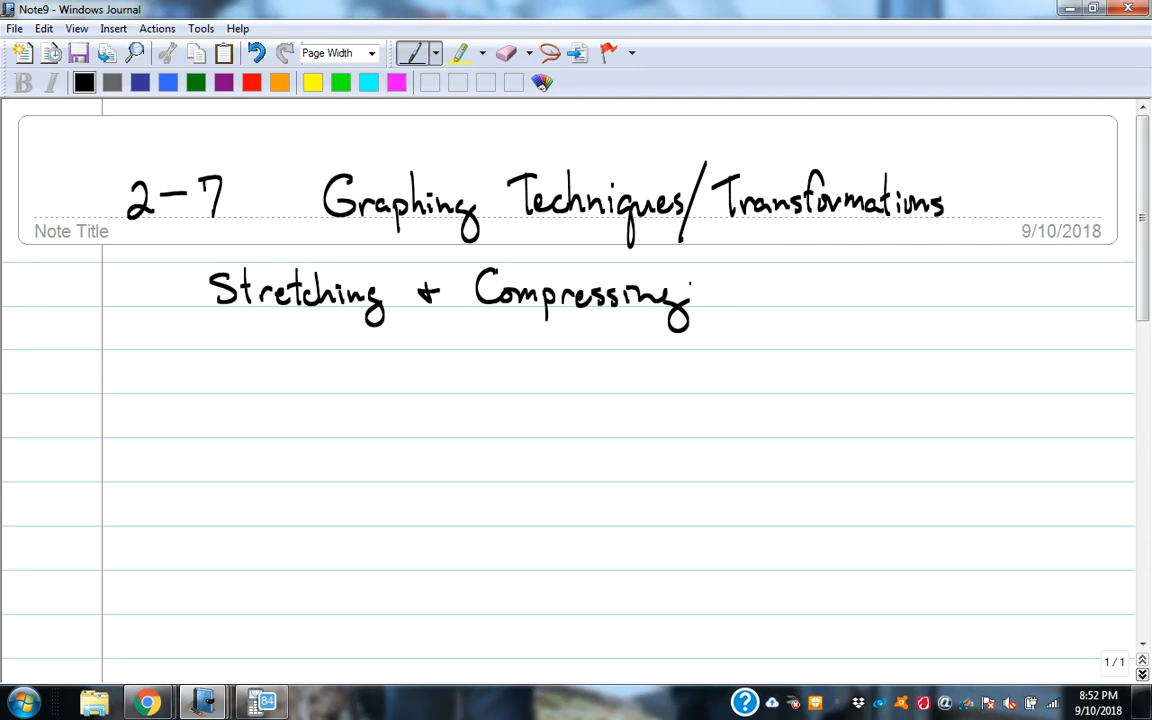 Note9 - Windows Journal
File Edit View Insert Actions Tools Help
Page Width
B I
2-7 Graphing Techniques/Transformations
Note Title 9/10/2018
Stretching + Compressing
1 / 1
84
8:52 PM
9/10/2018